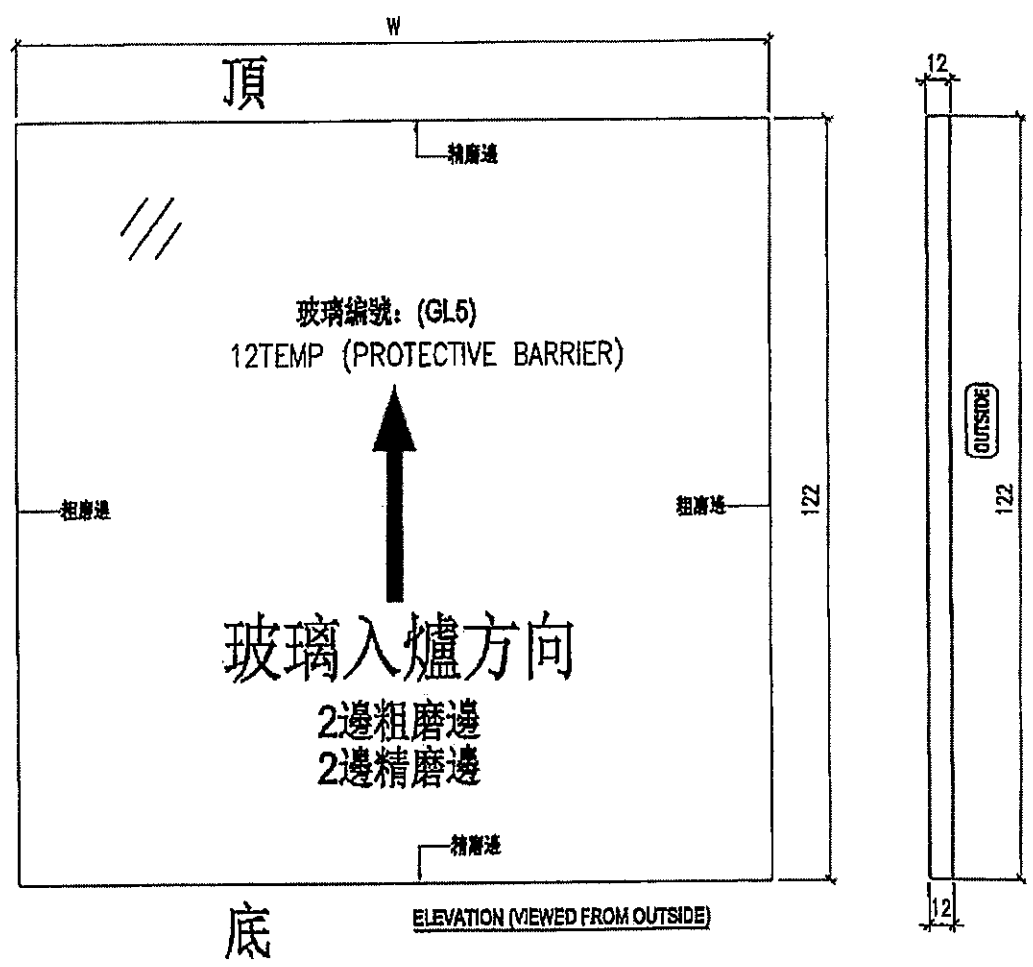 W
12
頂
精磨邊
玻璃編號：(GL5)
12TEMP (PROTECTIVE BARRIER)
OUTSIDE
粗磨邊
粗磨邊
122
122
玻璃入爐方向
2邊粗磨邊
2邊精磨邊
精磨邊
底
ELEVATION (VIEWED FROM OUTSIDE)
12